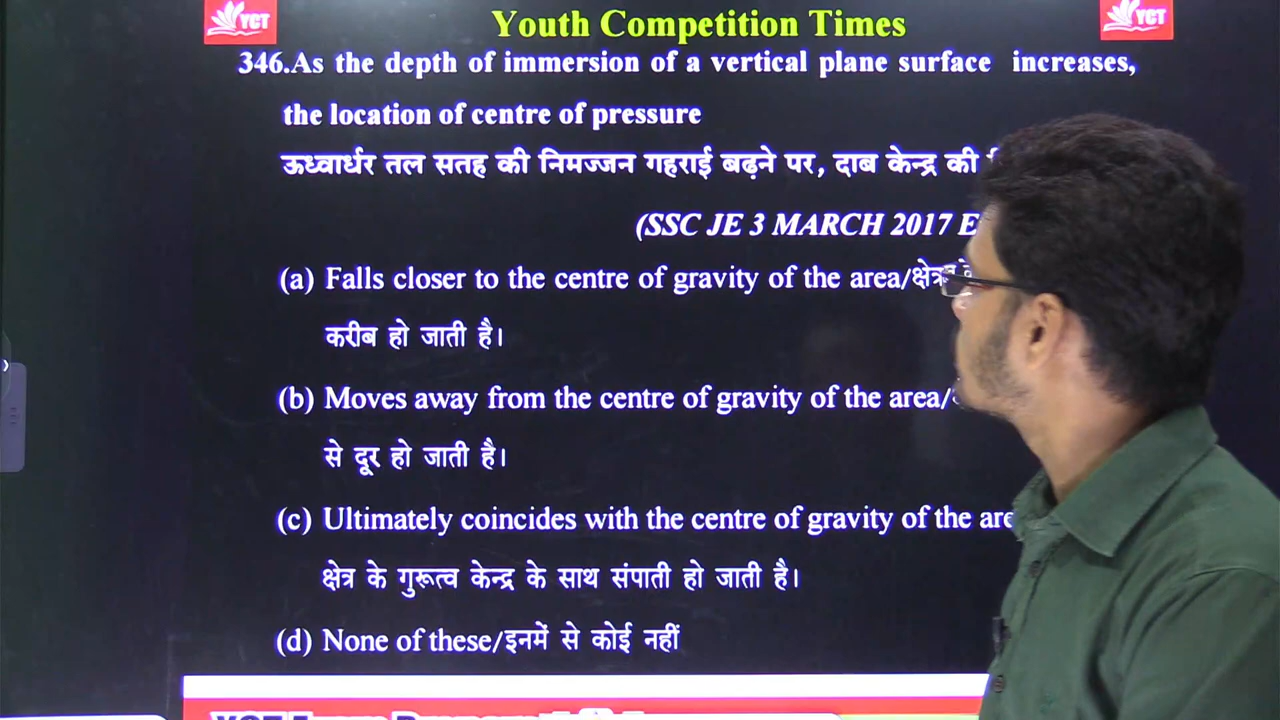 YCT
Youth Competition Times
YCT
346.As the depth of immersion of a vertical plane surface increases,
the location of centre of pressure
ऊध्वार्धर तल सतह की निमज्जन गहराई बढ़ने पर, दाब केन्द्र की
(SSC JE 3 MARCH 2017 E
(a) Falls closer to the centre of gravity of the area/
करीब हो जाती है।
(b) Moves away from the centre of gravity of the area/
से दूर हो जाती है।
(c) Ultimately coincides with the centre of gravity of the
क्षेत्र के गुरूत्व केन्द्र के साथ संपाती हो जाती है।
(d) None of these/इनमें से कोई नहीं